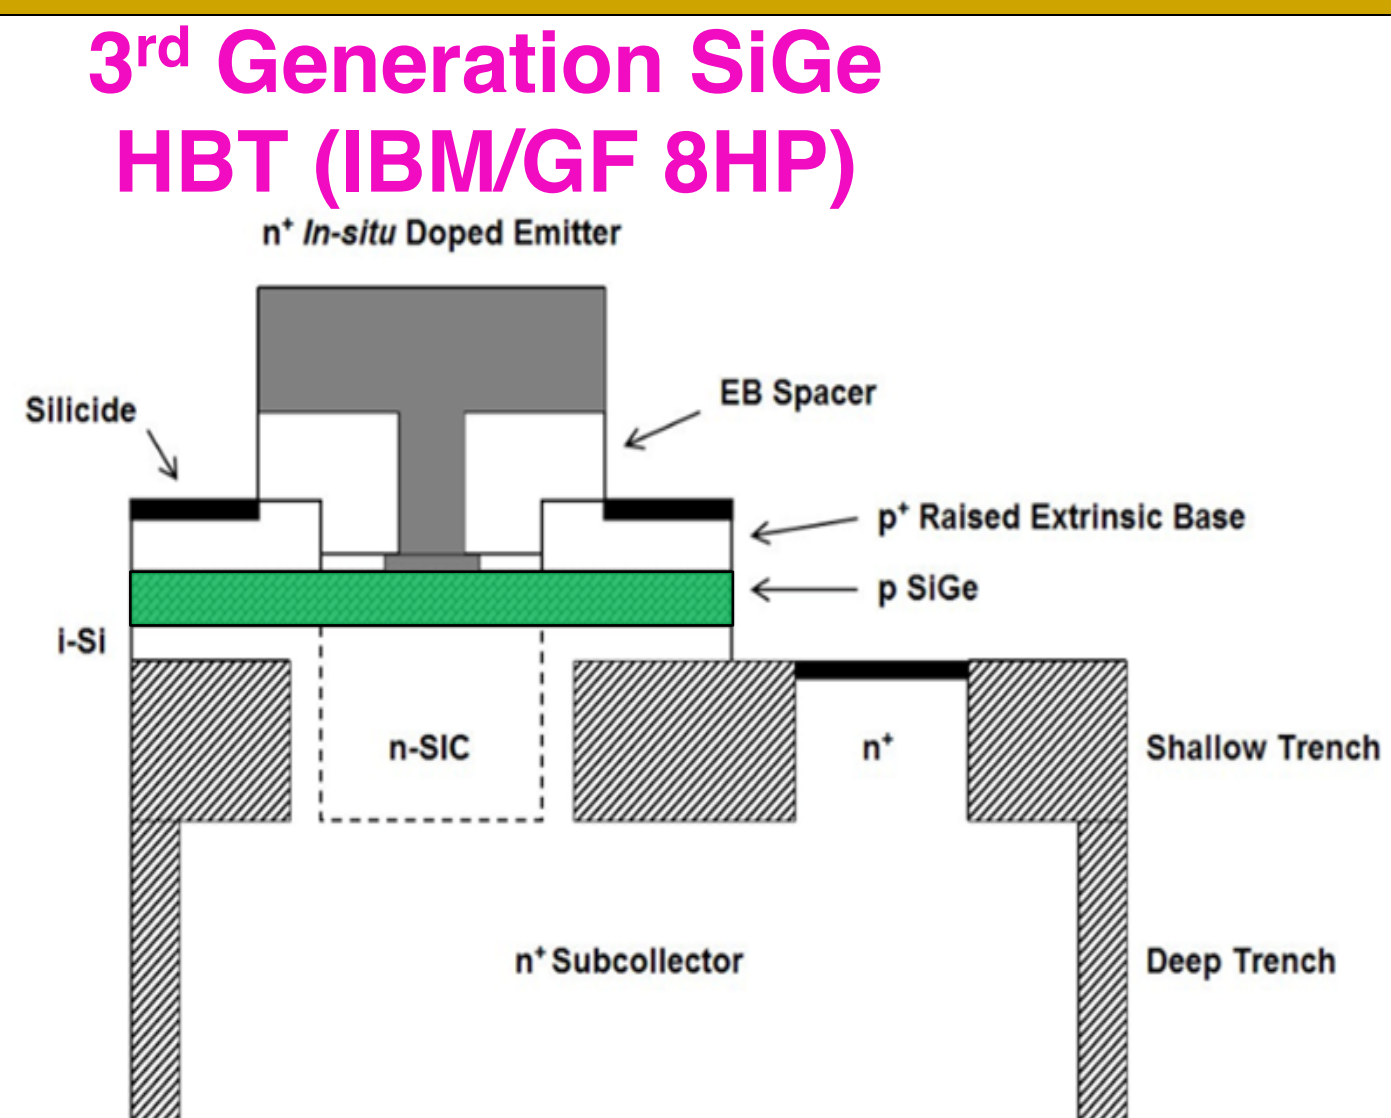 3rd Generation SiGe
HBT (IBM/GF 8HP)
n+ In-situ Doped Emitter
EB Spacer
Silicide
p+ Raised Extrinsic Base
p SiGe
i-Si
n-SIC
n+
Shallow Trench
n+ Subcollector
Deep Trench